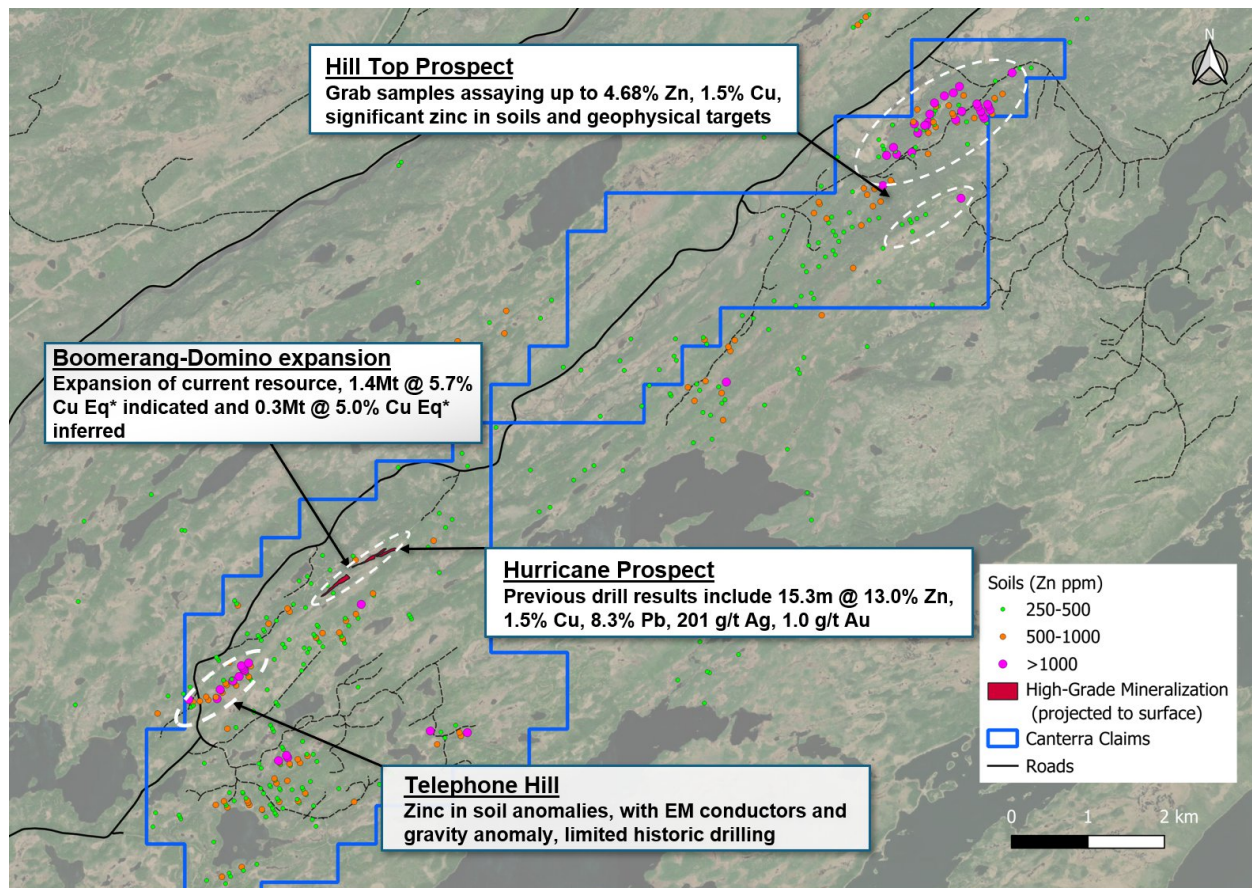 N
Hill Top Prospect
Grab samples assaying up to 4.68% Zn, 1.5% Cu,
significant zinc in soils and geophysical targets
Boomerang-Domino expansion
Expansion of current resource, 1.4Mt @ 5.7%
Cu Eq* indicated and 0.3Mt @ 5.0% Cu Eq*
inferred
Hurricane Prospect
Previous drill results include 15.3m @ 13.0% Zn,
1.5% Cu, 8.3% Pb, 201 g/t Ag, 1.0 g/t Au
Telephone Hill
Zinc in soil anomalies, with EM conductors and
gravity anomaly, limited historic drilling
Soils (Zn ppm)
250-500
500-1000
>1000
High-Grade Mineralization
(projected to surface)
Canterra Claims
Roads
0 1 2 km